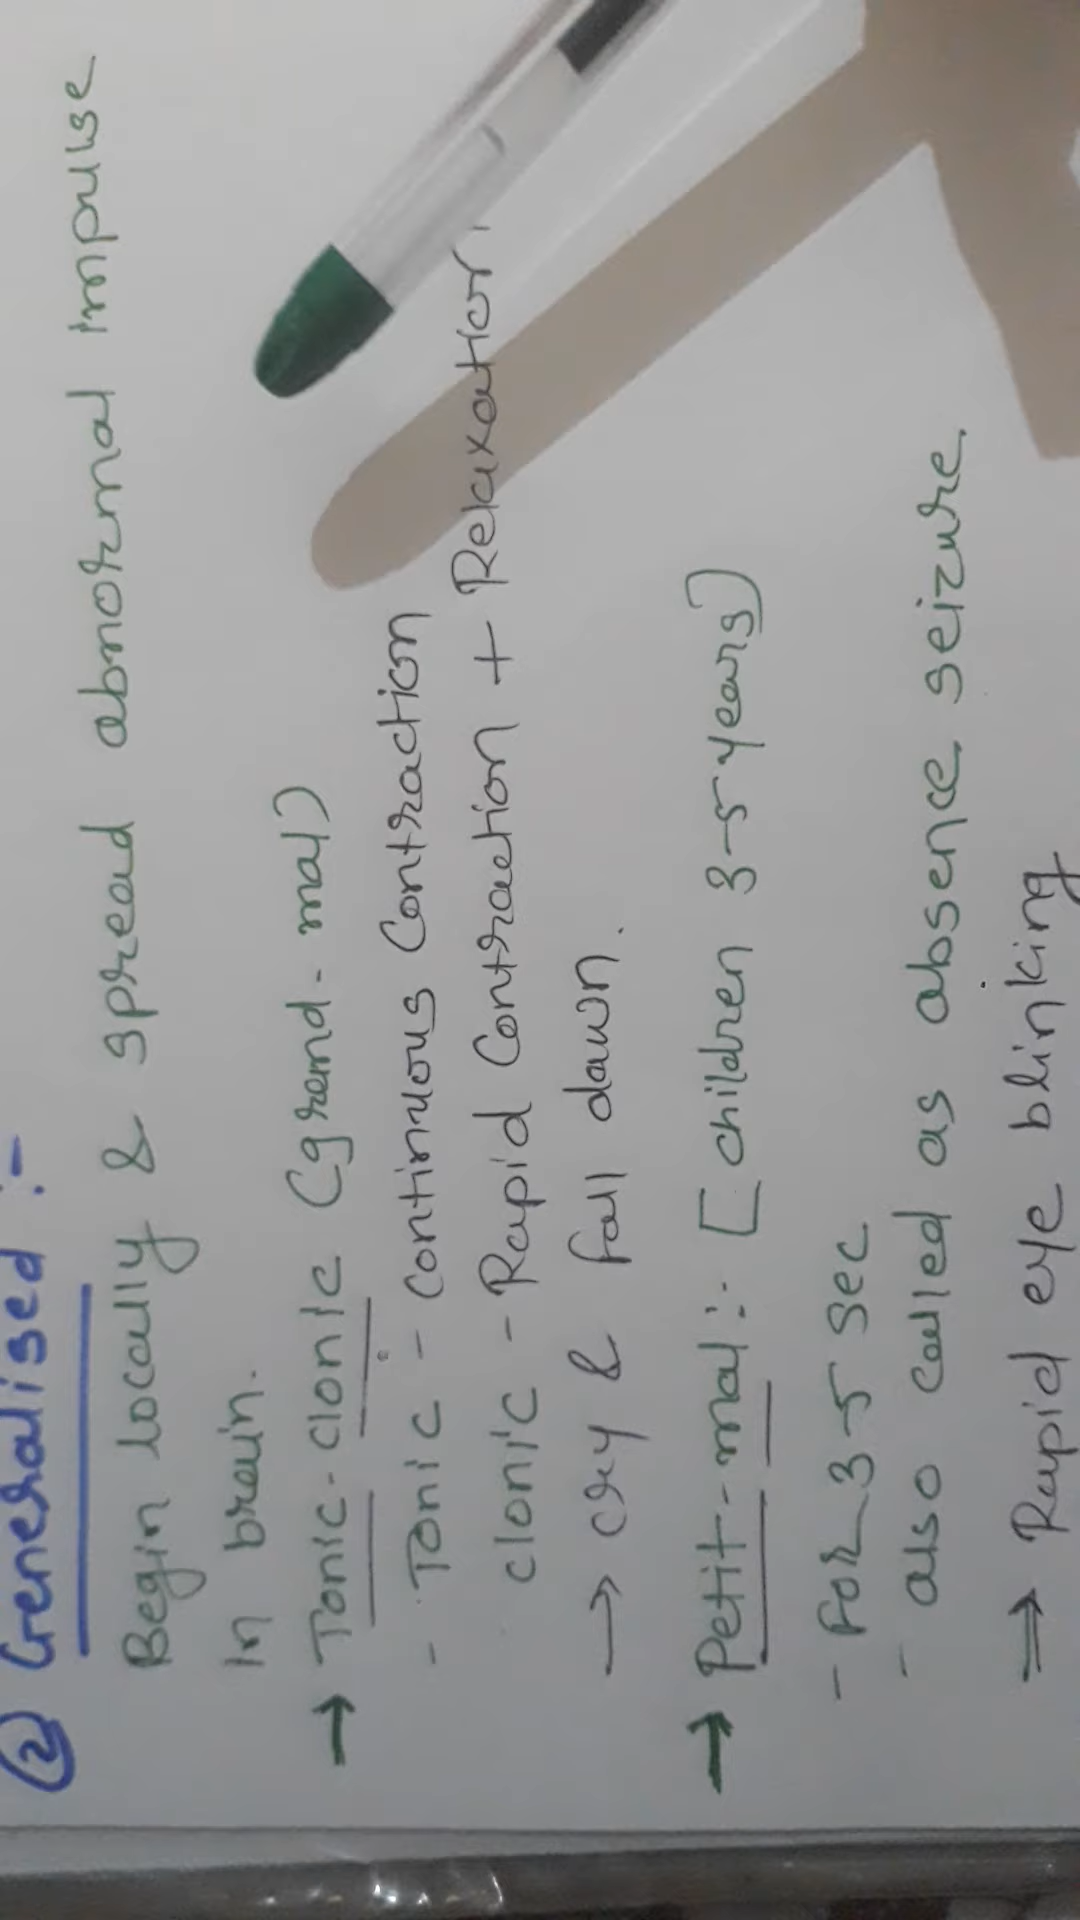 ② Generalised :-
Begin locally & spread abnormal impulse
In brain.
→ Tonic-clonic (grand-mal)
- Tonic - continuous Contraction
clonic - Rapid Contraction + Relaxation
→ cry & fall dawn.
→ Petit-mal :- [children 3-5 years]
- For 3-5 sec
- also called as absence seizure.
⇒ Rapid eye blinking